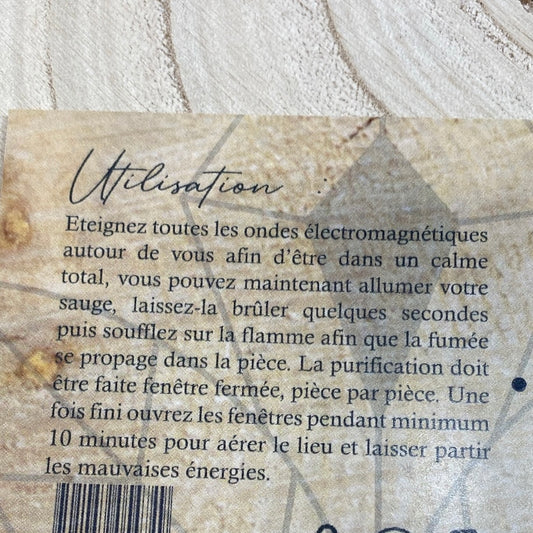 Utilisation :
Eteignez toutes les ondes électromagnétiques
autour de vous afin d'être dans un calme
total, vous pouvez maintenant allumer votre
sauge, laissez-la brûler quelques secondes
puis soufflez sur la flamme afin que la fumée
se propage dans la pièce. La purification doit
être faite fenêtre fermée, pièce par pièce. Une
fois fini ouvrez les fenêtres pendant minimum
10 minutes pour aérer le lieu et laisser partir
les mauvaises énergies.